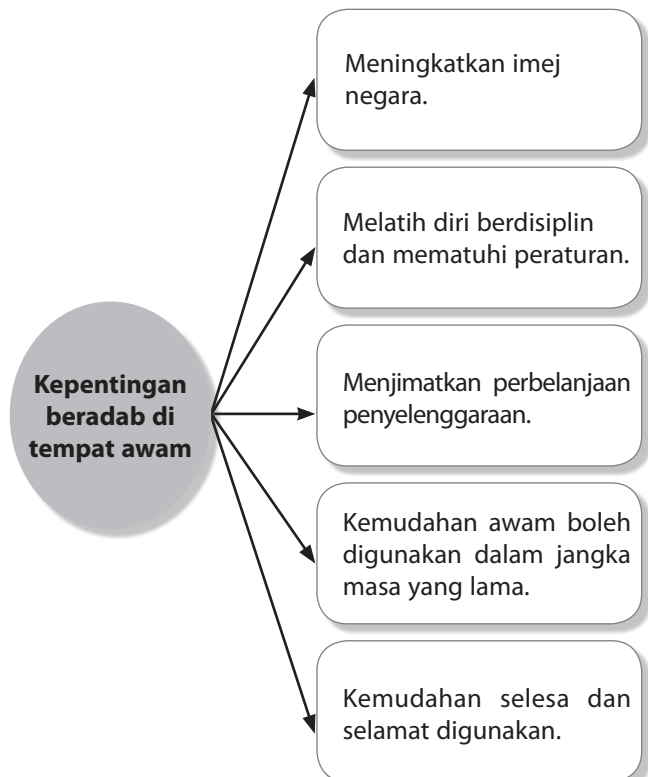 Meningkatkan imej
negara.
Melatih diri berdisiplin
dan mematuhi peraturan.
Kepentingan
beradab di
tempat awam
Menjimatkan perbelanjaan
penyelenggaraan.
Kemudahan awam boleh
digunakan dalam jangka
masa yang lama.
Kemudahan selesa dan
selamat digunakan.